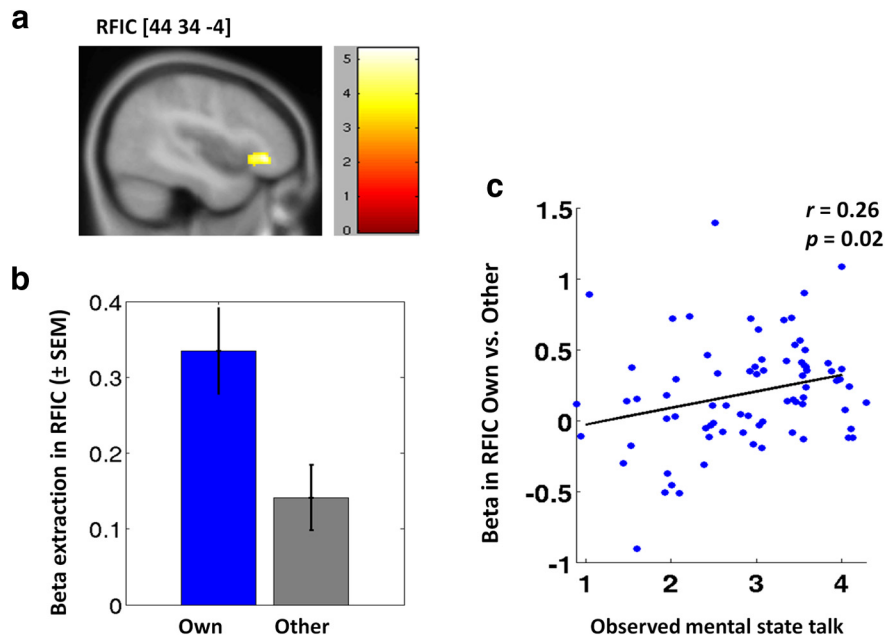 a
RFIC [44 34 -4]
5
4
3
2
1
0
b
Beta extraction in RFIC (± SEM)
0.4
0.3
0.2
0.1
0
Own Other
c
r = 0.26
p = 0.02
Beta in RFIC Own vs. Other
1.5
1
0.5
0
-0.5
-1
1 2 3 4
Observed mental state talk